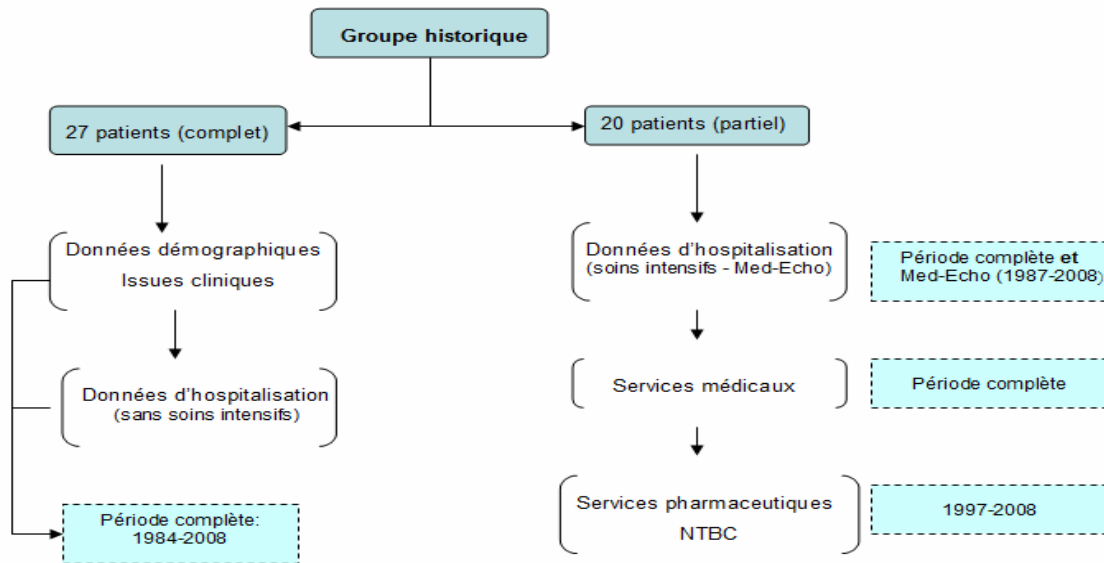 Groupe historique
27 patients (complet)
20 patients (partiel)
Données démographiques
Issues cliniques
Données d'hospitalisation
(sans soins intensifs)
Période complète:
1984-2008
Données d'hospitalisation
(soins intensifs - Med-Echo)
Période complète et
Med-Echo (1987-2008)
Services médicaux
Période complète
Services pharmaceutiques
NTBC
1997-2008